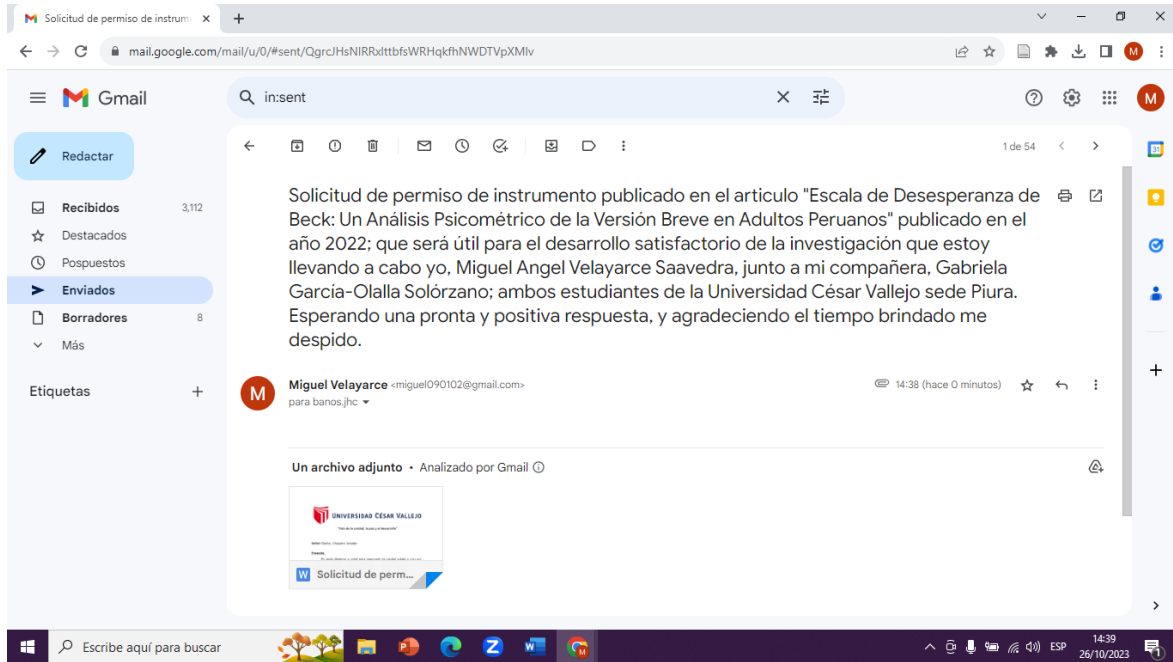 Solicitud de permiso de instrum
mail.google.com/mail/u/0/#sent/QgrcJHsNIRRxlttbfsWRHqkfhNWDTVpXMlv
M
Gmail
in:sent
M
Redactar
1 de 54
Recibidos 3,112
Destacados
Pospuestos
Enviados
Borradores 8
Más
Etiquetas
Solicitud de permiso de instrumento publicado en el articulo "Escala de Desesperanza de
Beck: Un Análisis Psicométrico de la Versión Breve en Adultos Peruanos" publicado en el
año 2022; que será útil para el desarrollo satisfactorio de la investigación que estoy
llevando a cabo yo, Miguel Angel Velayarce Saavedra, junto a mi compañera, Gabriela
García-Olalla Solórzano; ambos estudiantes de la Universidad César Vallejo sede Piura.
Esperando una pronta y positiva respuesta, y agradeciendo el tiempo brindado me
despido.
M
Miguel Velayarce <miguel090102@gmail.com> 14:38 (hace 0 minutos)
para banos.jhc
Un archivo adjunto • Analizado por Gmail
UNIVERSIDAD CÉSAR VALLEJO
W Solicitud de perm...
31
Escribe aquí para buscar
ESP
14:39
26/10/2023
1